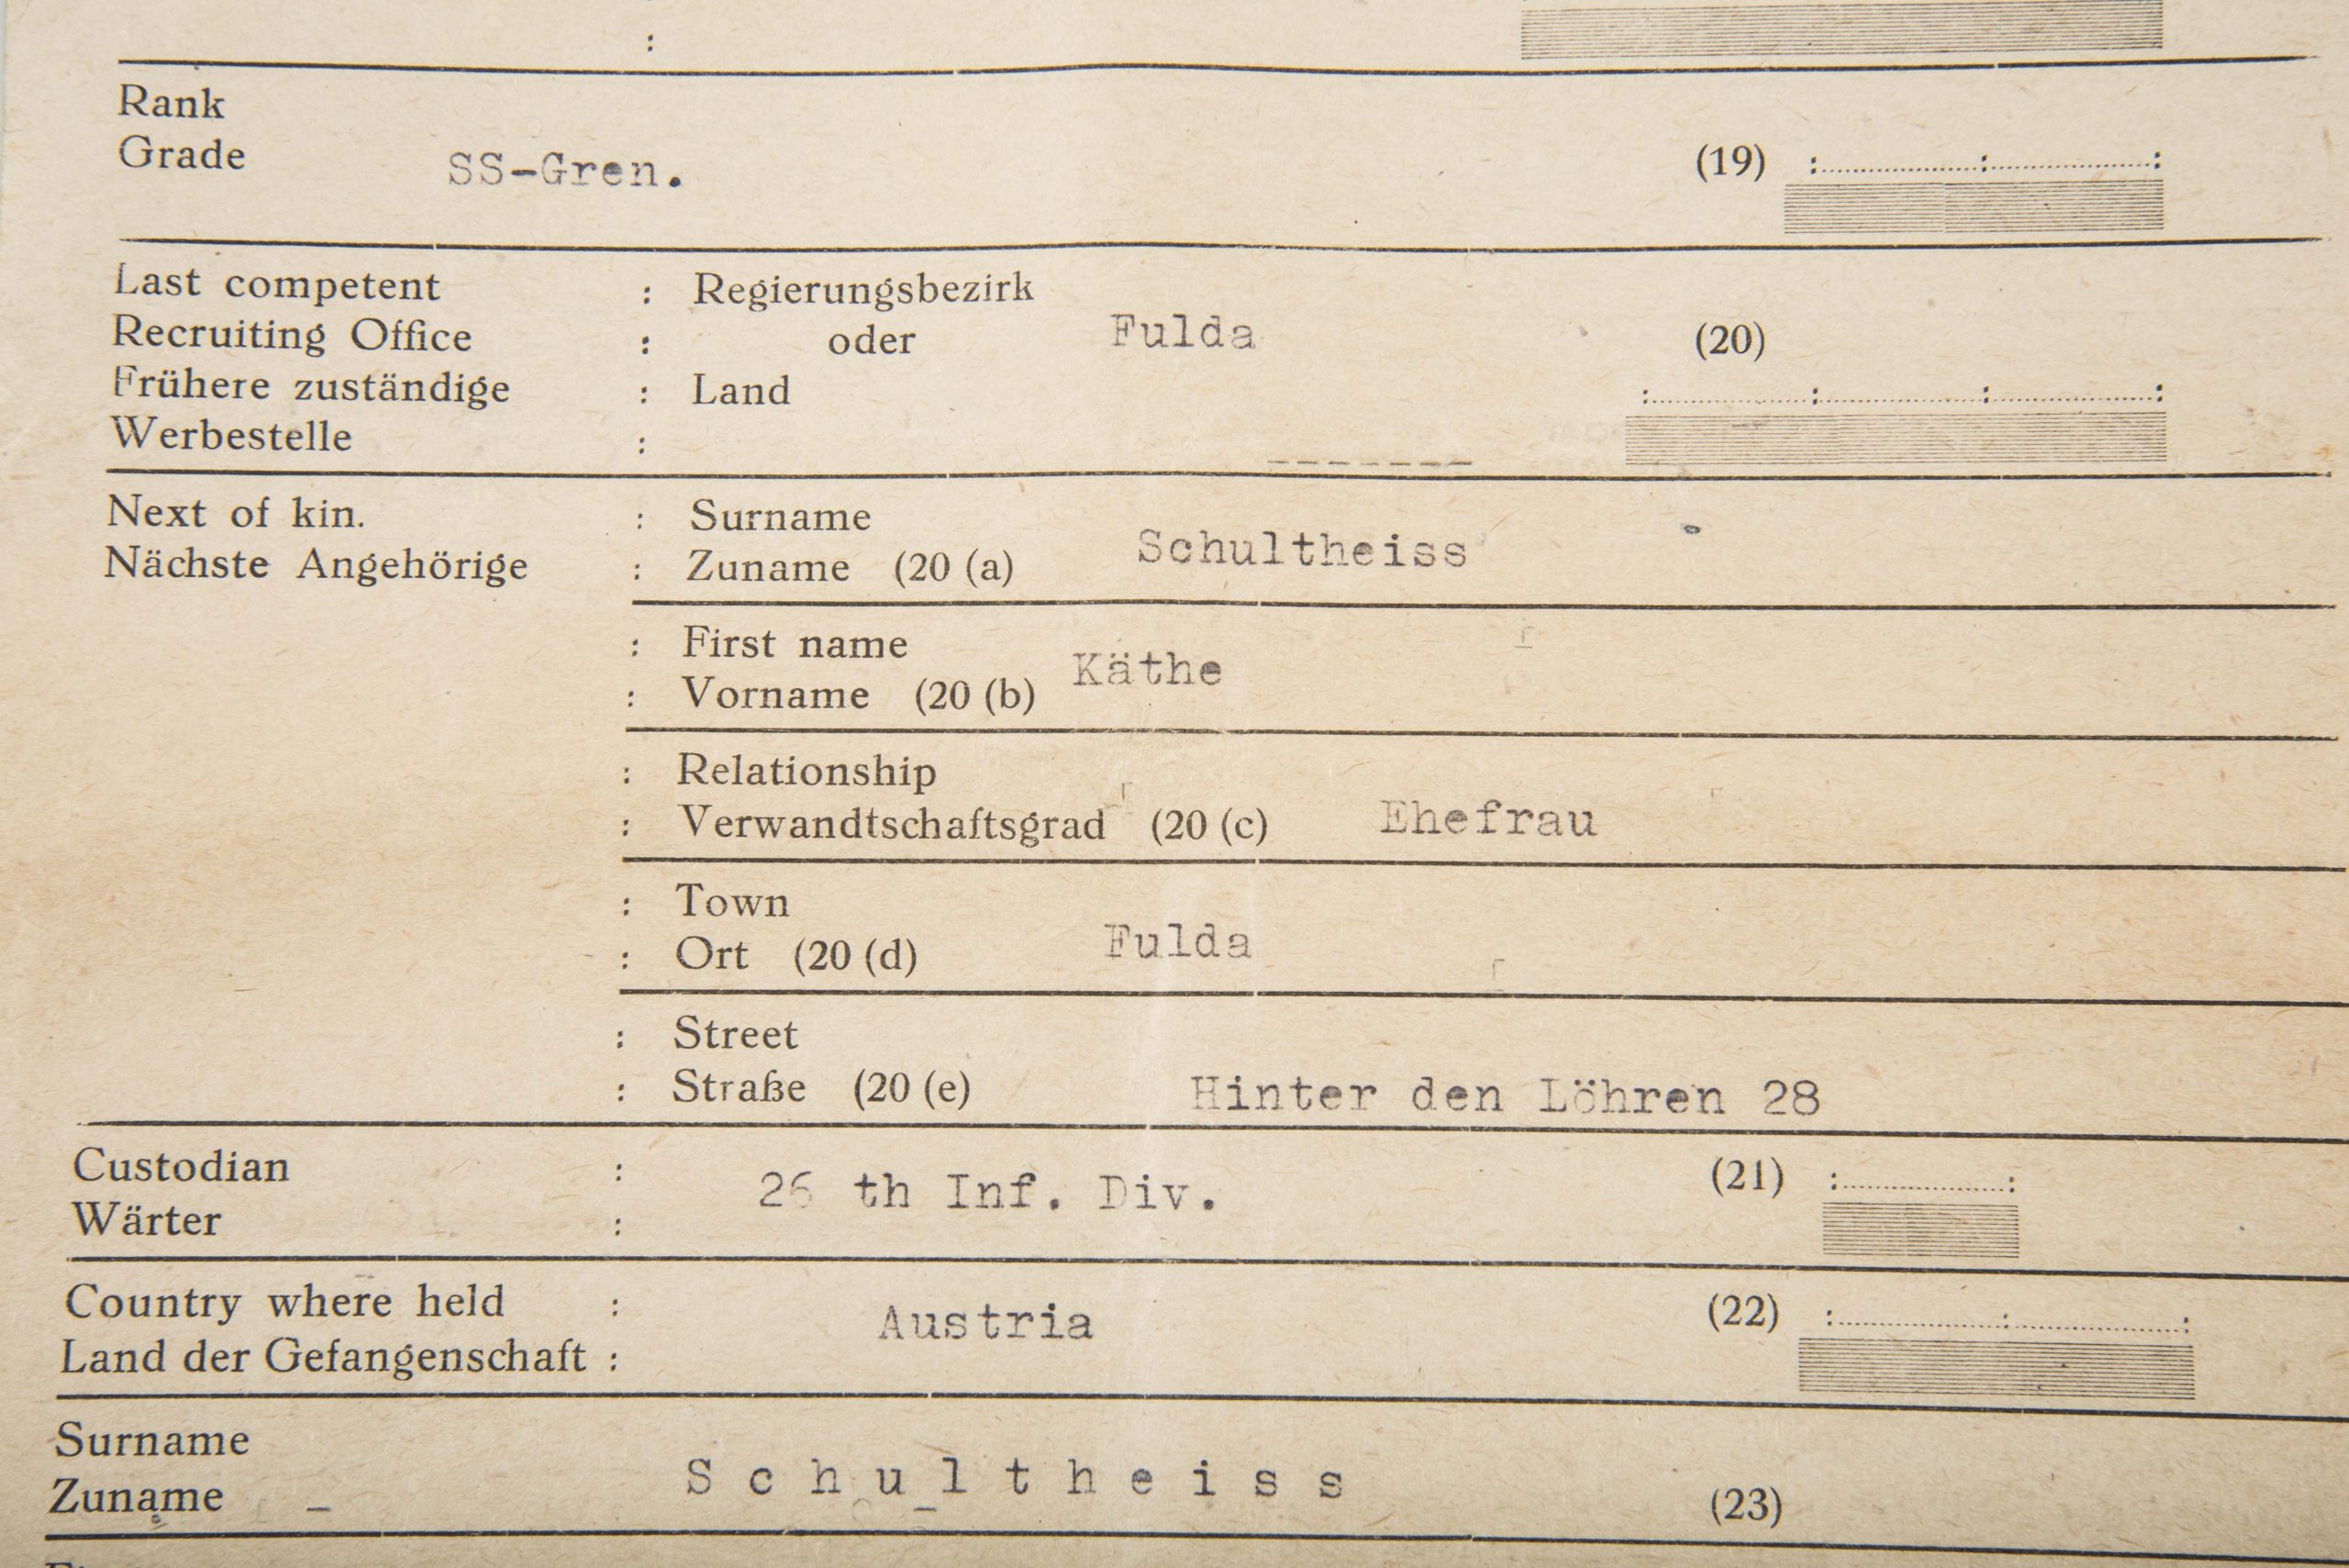 :
Rank
Grade SS-Gren. (19) :..........:..........:
Last competent : Regierungsbezirk
Recruiting Office : oder Fulda (20)
Frühere zuständige : Land :..........:..........:..........:
Werbestelle : -------
Next of kin. : Surname
Nächste Angehörige : Zuname (20 (a) Schultheiss
: First name
: Vorname (20 (b) Käthe
: Relationship
: Verwandtschaftsgrad (20 (c) Ehefrau
: Town
: Ort (20 (d) Fulda
: Street
: Straße (20 (e) Hinter den Löhren 28
Custodian : 26 th Inf. Div. (21) :..........:
Wärter :
Country where held : Austria (22) :..........:..........:
Land der Gefangenschaft :
Surname
Zuname – S c h u l t h e i s s (23)